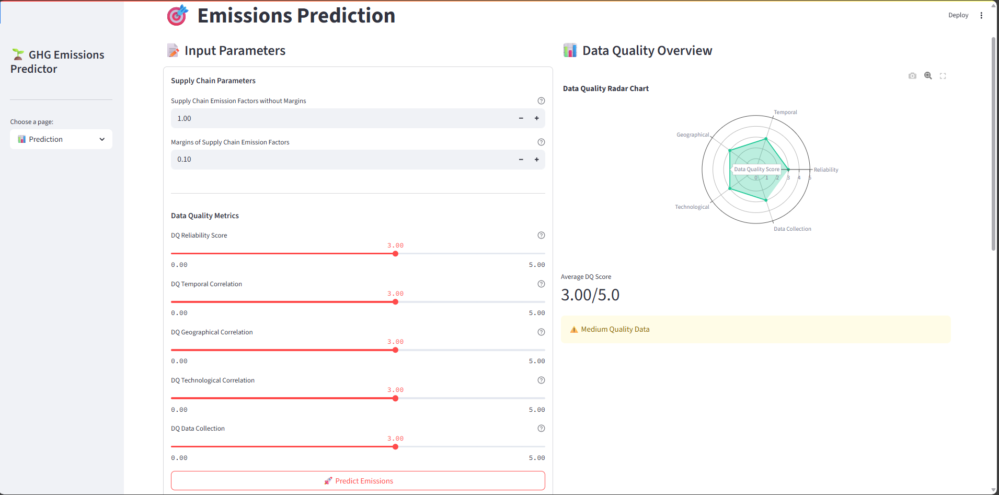 GHG Emissions
Predictor
Choose a page:
Prediction
Deploy
Emissions Prediction
Input Parameters
Supply Chain Parameters
Supply Chain Emission Factors without Margins
1.00
Margins of Supply Chain Emission Factors
0.10
Data Quality Metrics
DQ Reliability Score
3.00
0.00 5.00
DQ Temporal Correlation
3.00
0.00 5.00
DQ Geographical Correlation
3.00
0.00 5.00
DQ Technological Correlation
3.00
0.00 5.00
DQ Data Collection
3.00
0.00 5.00
Predict Emissions
Data Quality Overview
Data Quality Radar Chart
Temporal
Geographical
Data Quality Score
Reliability
0 1 2 3 4 5
Technological
Data Collection
Average DQ Score
3.00/5.0
Medium Quality Data